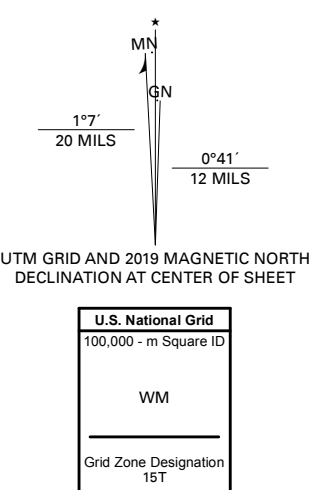 MN
GN
1°7´
20 MILS
0°41´
12 MILS
UTM GRID AND 2019 MAGNETIC NORTH
DECLINATION AT CENTER OF SHEET
U.S. National Grid
100,000 - m Square ID
WM
Grid Zone Designation
15T